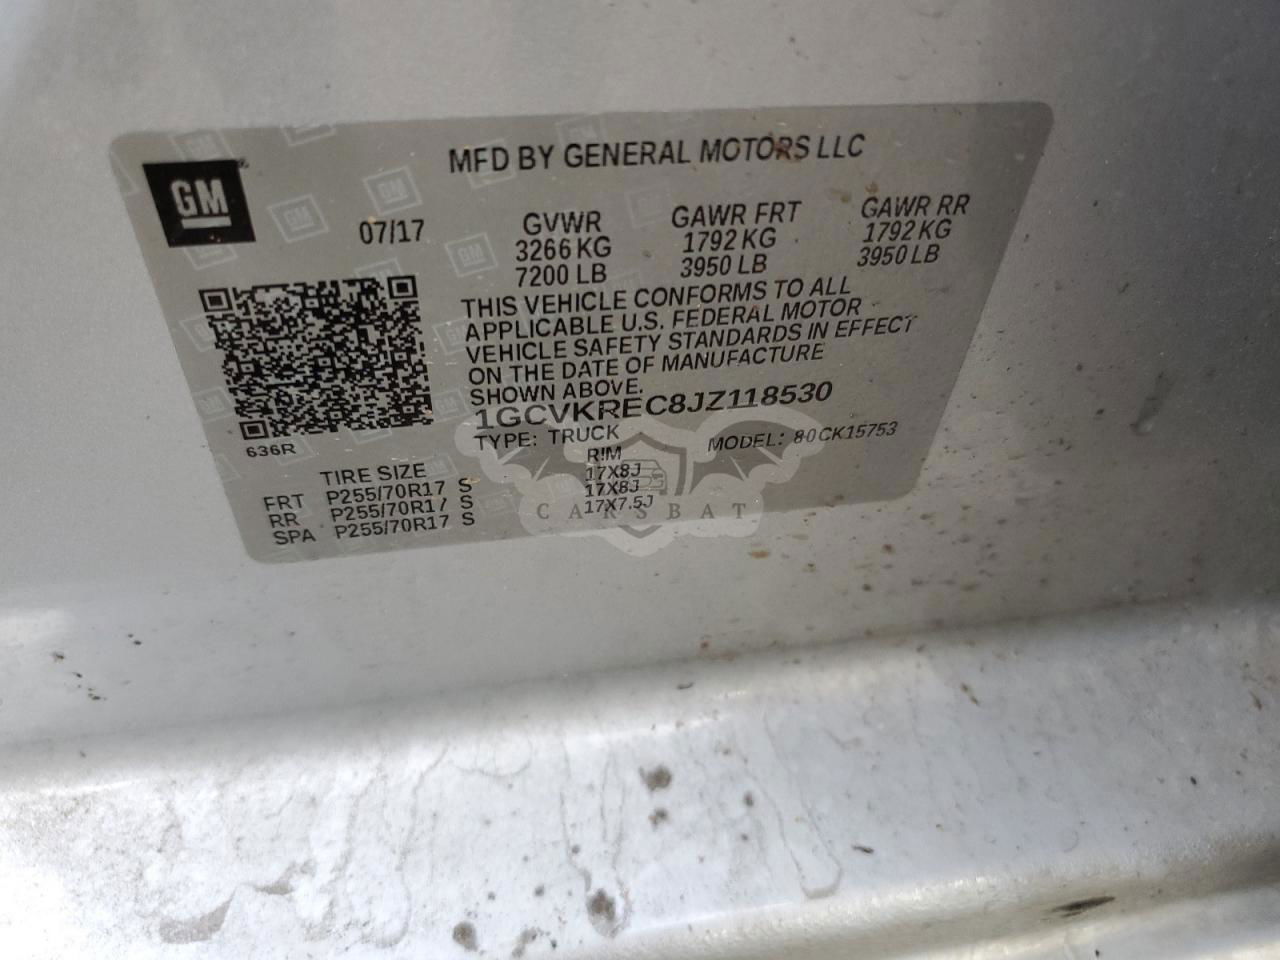 GM
MFD BY GENERAL MOTORS LLC
07/17
GVWR
3266 KG
7200 LB
GAWR FRT
1792 KG
3950 LB
GAWR RR
1792 KG
3950 LB
THIS VEHICLE CONFORMS TO ALL
APPLICABLE U.S. FEDERAL MOTOR
VEHICLE SAFETY STANDARDS IN EFFECT
ON THE DATE OF MANUFACTURE
SHOWN ABOVE.
1GCVKREC8JZ118530
TYPE: TRUCK
MODEL: 80CK15753
636R
TIRE SIZE
RIM
FRT P255/70R17 S 17X8J
RR P255/70R17 S 17X8J
SPA P255/70R17 S 17X7.5J
CARSBAT